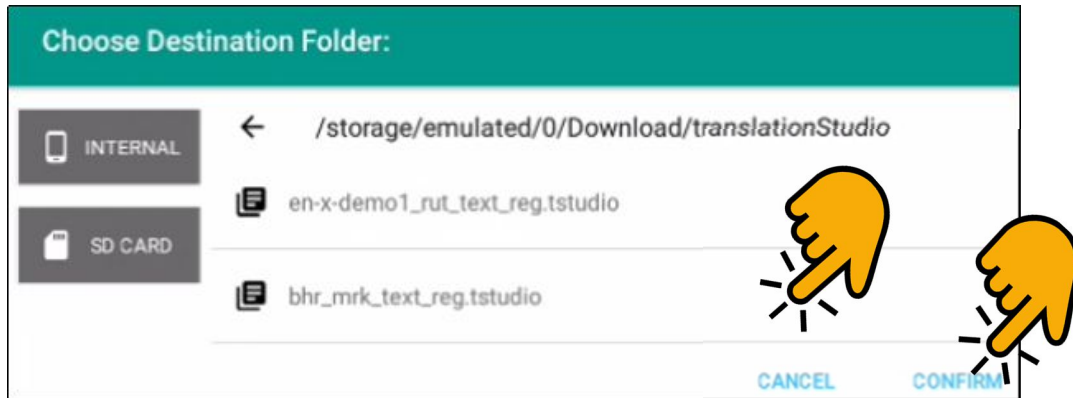 Choose Destination Folder:
INTERNAL
SD CARD
/storage/emulated/0/Download/translationStudio
en-x-demo1_rut_text_reg.tstudio
bhr_mrk_text_reg.tstudio
CANCEL CONFIRM